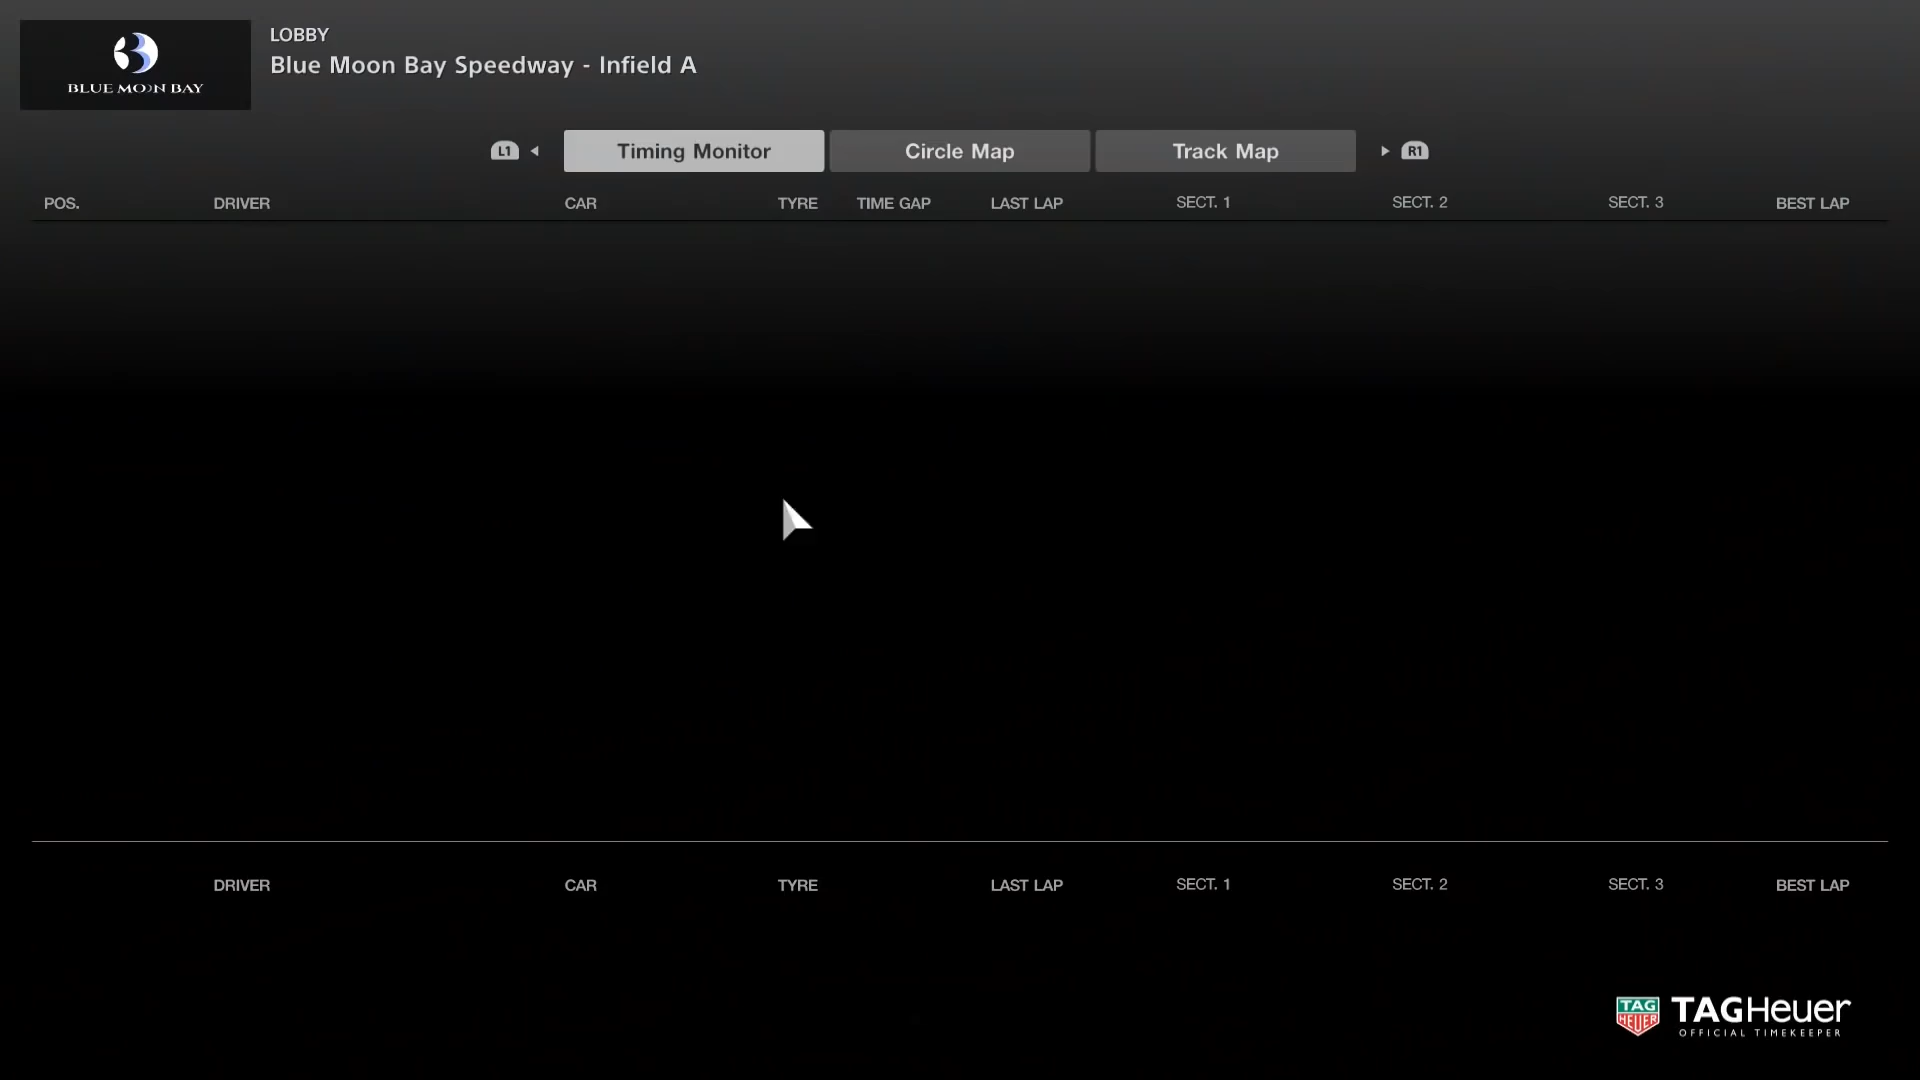 BLUE MOON BAY
LOBBY
Blue Moon Bay Speedway - Infield A
L1
Timing Monitor
Circle Map
Track Map
R1
POS. DRIVER CAR TYRE TIME GAP LAST LAP SECT. 1 SECT. 2 SECT. 3 BEST LAP
DRIVER CAR TYRE LAST LAP SECT. 1 SECT. 2 SECT. 3 BEST LAP
TAG
HEUER
TAGHeuer
OFFICIAL TIMEKEEPER